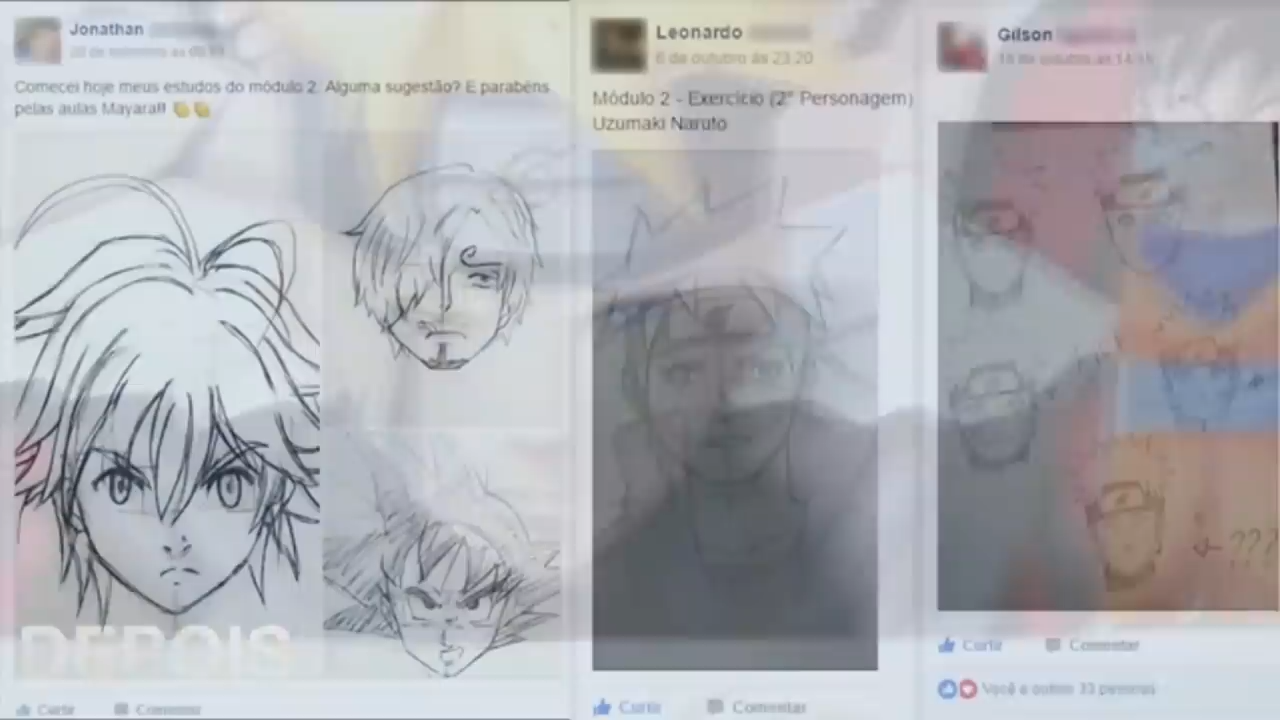 Jonathan
Comecei hoje meus estudos do módulo 2. Alguma sugestão? E parabéns
pelas aulas Mayara!!
DEPOIS
Curtir Comentar
Leonardo
6 de outubro às 23:20
Módulo 2 - Exercício (2° Personagem)
Uzumaki Naruto
Curtir Comentar
Gilson
???
Curtir Comentar
Você e outras 33 pessoas